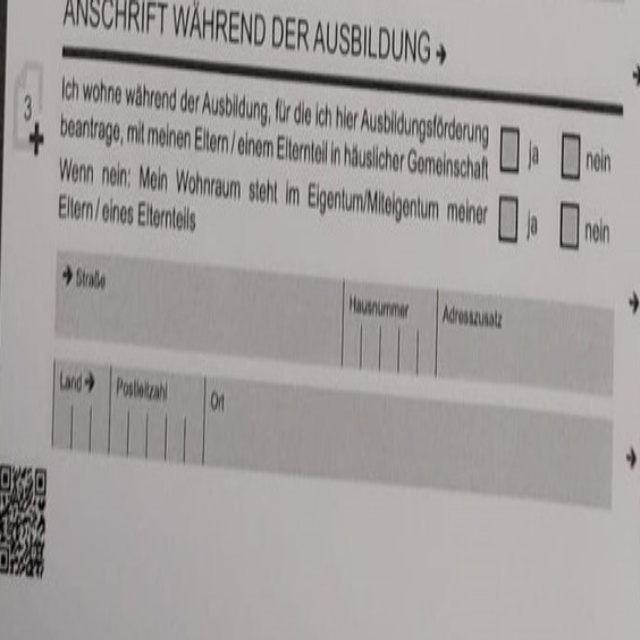 ANSCHRIFT WÄHREND DER AUSBILDUNG →
3
Ich wohne während der Ausbildung, für die ich hier Ausbildungsförderung
beantrage, mit meinen Eltern / einem Elternteil in häuslicher Gemeinschaft
ja nein
Wenn nein: Mein Wohnraum steht im Eigentum/Miteigentum meiner
Eltern / eines Elternteils
ja nein
→ Straße Hausnummer Adresszusatz
Land → Postleitzahl Ort